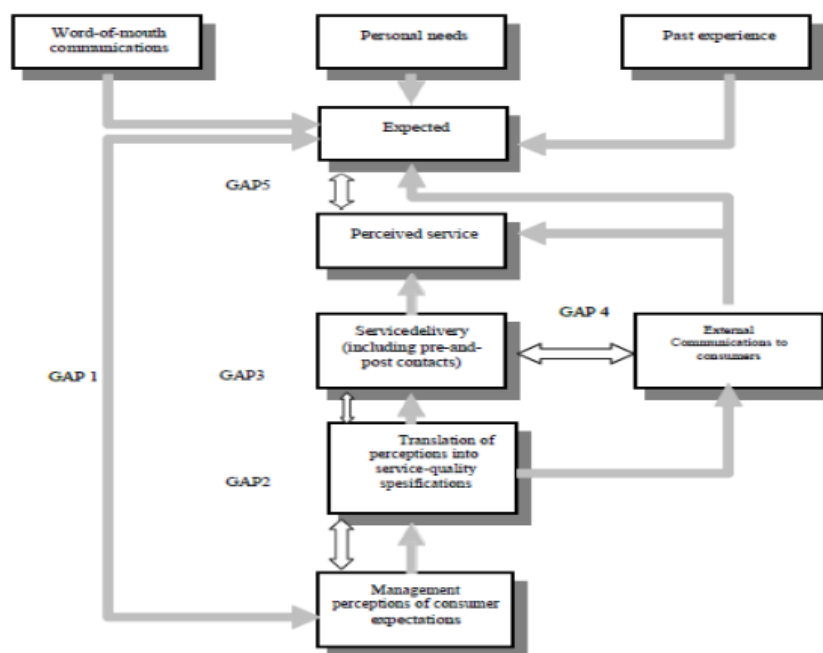 Word-of-mouth
communications
Personal needs
Past experience
Expected
GAP5
Perceived service
GAP 4
Servicedelivery
(including pre-and-
post contacts)
External
Communications to
consumers
GAP 1
GAP3
Translation of
perceptions into
service-quality
spesifications
GAP2
Management
perceptions of consumer
expectations